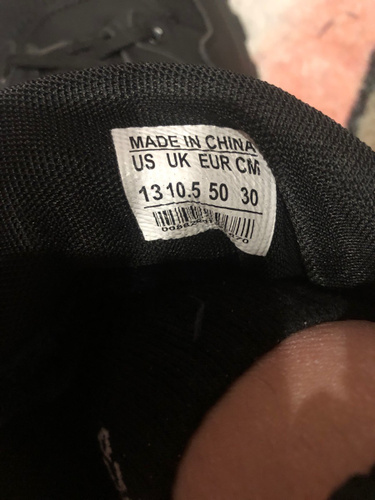 MADE IN CHINA
US UK EUR CM
13 10.5 50 30